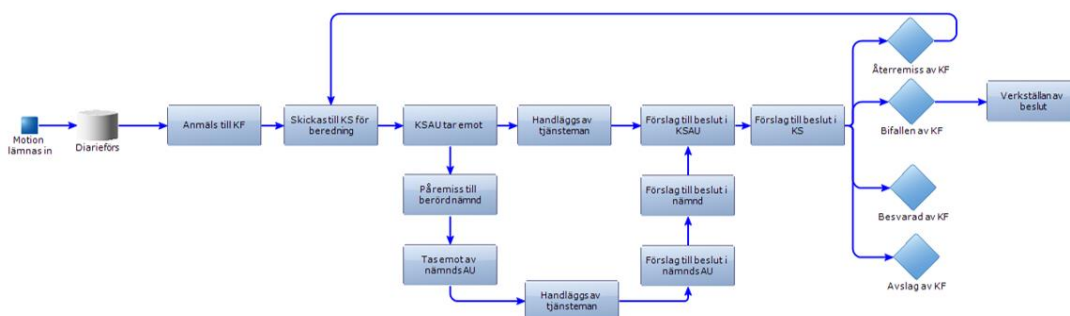 Motion
lämnas in
Diarieförs
Anmäls till KF
Skickas till KS för
beredning
KSAU tar emot
Handläggs av
tjänsteman
Förslag till beslut i
KSAU
Förslag till beslut i
KS
Återremiss av KF
Bifallen av KF
Verkställan av
beslut
Besvarad av KF
Avslag av KF
På remiss till
berörd nämnd
Tas emot av
nämnds AU
Handläggs av
tjänsteman
Förslag till beslut i
nämnds AU
Förslag till beslut i
nämnd